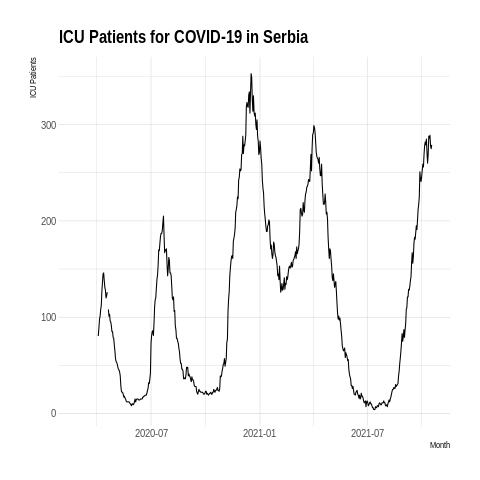 ICU Patients for COVID-19 in Serbia
ICU Patients
300
200
100
0
2020-07
2021-01
2021-07
Month